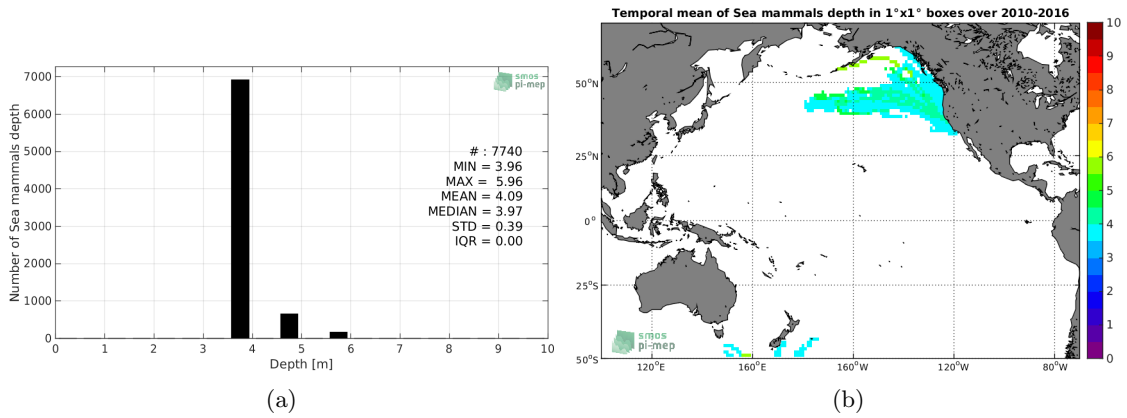 smos
pi-mep
7000
6000
5000
4000
3000
2000
1000
0
Number of Sea mammals depth
# : 7740
MIN = 3.96
MAX = 5.96
MEAN = 4.09
MEDIAN = 3.97
STD = 0.39
IQR = 0.00
0 1 2 3 4 5 6 7 8 9 10
Depth [m]
(a)
Temporal mean of Sea mammals depth in 1°x1° boxes over 2010-2016
50°N
25°N
0°
25°S
50°S
120°E 160°E 160°W 120°W 80°W
smos
pi-mep
10
9
8
7
6
5
4
3
2
1
0
(b)